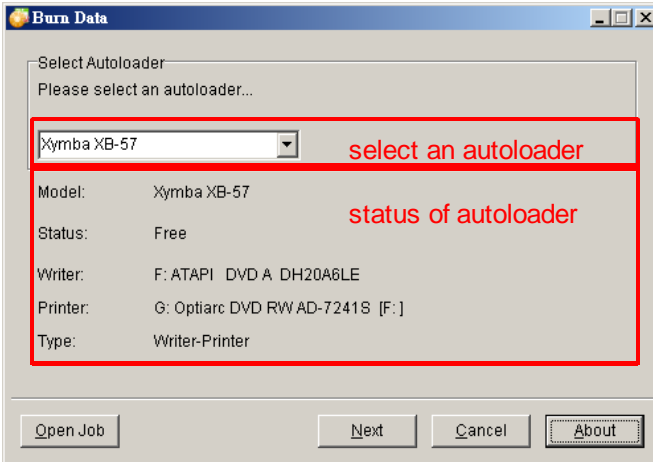 Burn Data
Select Autoloader
Please select an autoloader...
Xymba XB-57
select an autoloader
Model: Xymba XB-57
status of autoloader
Status: Free
Writer: F: ATAPI DVD A DH20A6LE
Printer: G: Optiarc DVD RW AD-7241S [F: ]
Type: Writer-Printer
Open Job Next Cancel About